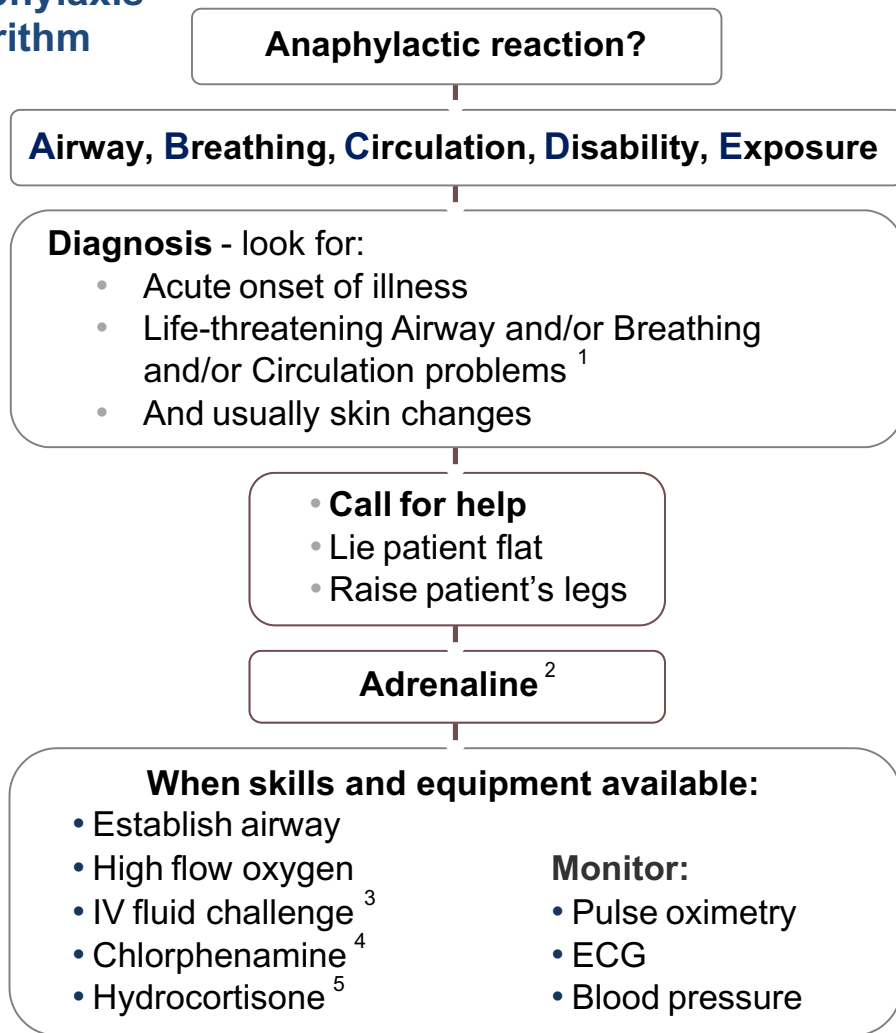 rithm
Anaphylactic reaction?
Airway, Breathing, Circulation, Disability, Exposure
Diagnosis - look for:
• Acute onset of illness
• Life-threatening Airway and/or Breathing
and/or Circulation problems 1
• And usually skin changes
• Call for help
• Lie patient flat
• Raise patient's legs
Adrenaline 2
When skills and equipment available:
• Establish airway
• High flow oxygen
• IV fluid challenge 3
• Chlorphenamine 4
• Hydrocortisone 5
Monitor:
• Pulse oximetry
• ECG
• Blood pressure